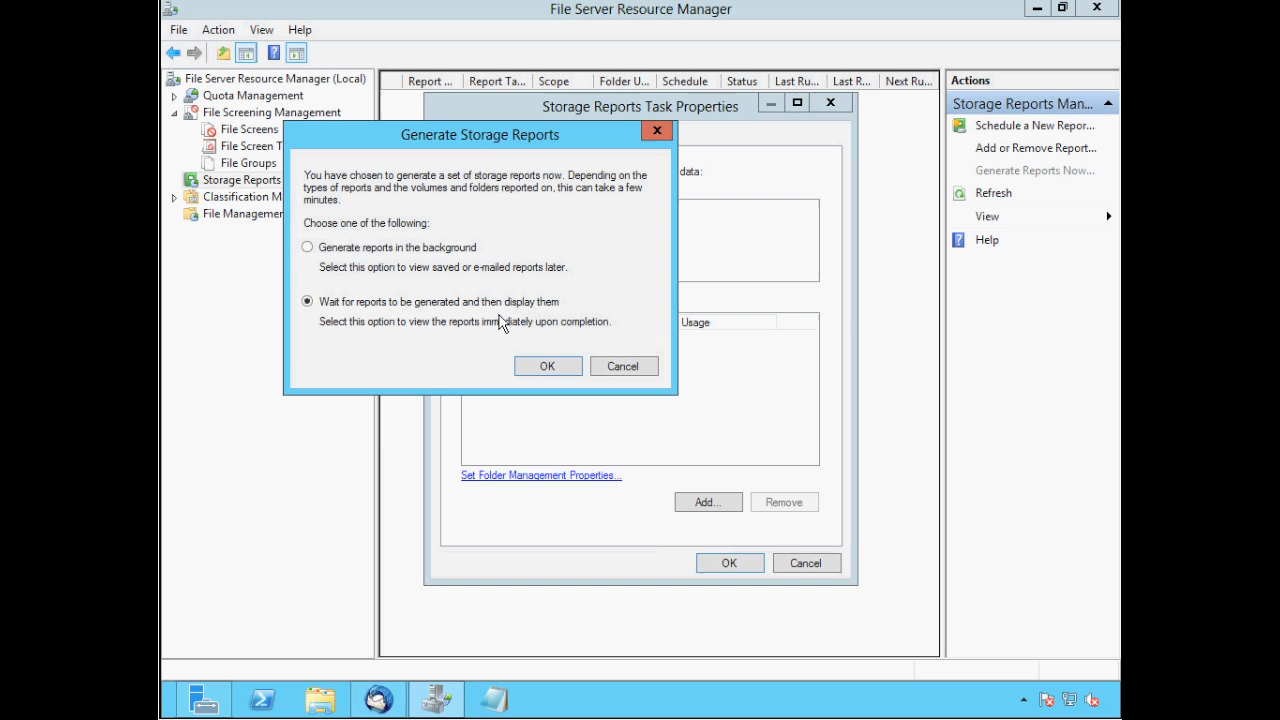 File Server Resource Manager
File Action View Help
File Server Resource Manager (Local)
Quota Management
File Screening Management
File Screens
File Screen T
File Groups
Storage Reports
Classification M
File Managemer
Report ... Report Ta... Scope Folder U... Schedule Status Last Ru... Last R... Next Ru...
Storage Reports Task Properties
data:
Usage
Set Folder Management Properties...
Add... Remove
OK Cancel
Generate Storage Reports
You have chosen to generate a set of storage reports now. Depending on the
types of reports and the volumes and folders reported on, this can take a few
minutes.
Choose one of the following:
Generate reports in the background
Select this option to view saved or e-mailed reports later.
Wait for reports to be generated and then display them
Select this option to view the reports immediately upon completion.
OK Cancel
Actions
Storage Reports Man...
Schedule a New Repor...
Add or Remove Report...
Generate Reports Now...
Refresh
View
Help